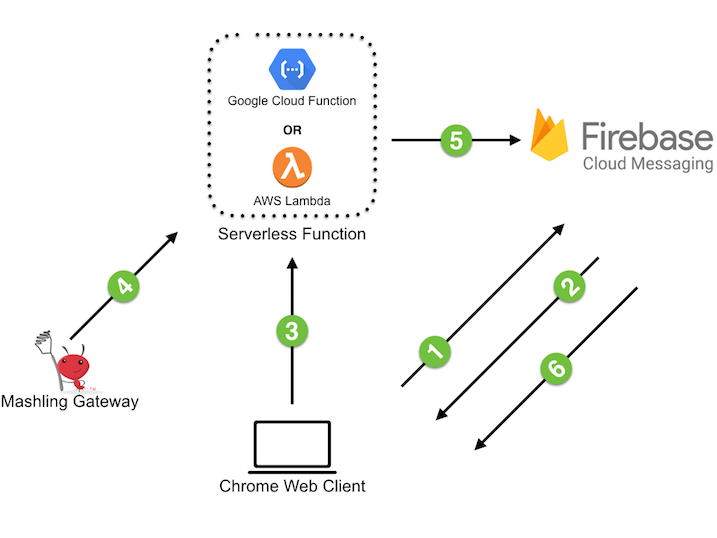 Google Cloud Function
OR
AWS Lambda
Serverless Function
5
Firebase
Cloud Messaging
4
3
1
2
6
Mashling Gateway
Chrome Web Client